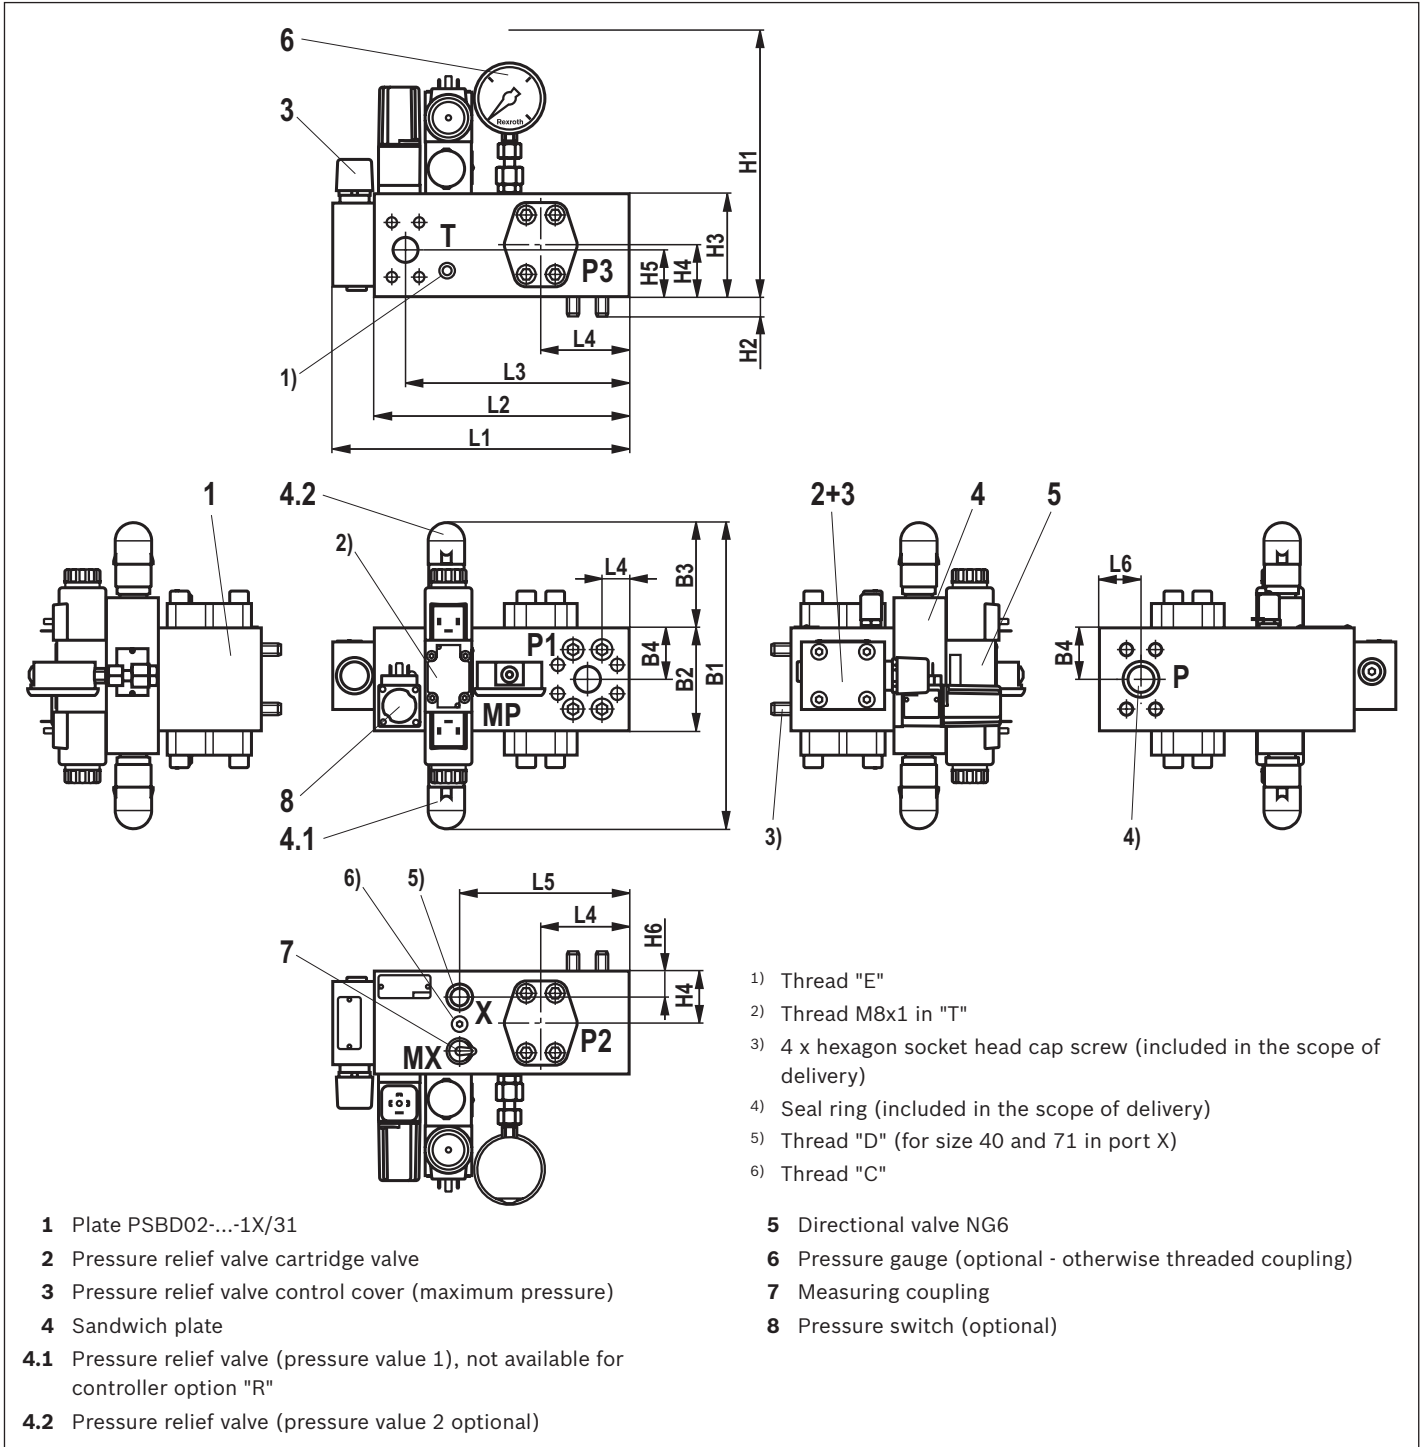 6
3
Rexroth
T
P3
H1
H3
H4
H5
H2
L4
L3
L2
L1
1)
1
4.2
2)
B3
L4
P1
B4
B2
B1
MP
8
4.1
2+3
4
5
3)
L6
B4
P
4)
6)
5)
L5
L4
H6
H4
7
X
MX
P2
1) Thread "E"
2) Thread M8x1 in "T"
3) 4 x hexagon socket head cap screw (included in the scope of
delivery)
4) Seal ring (included in the scope of delivery)
5) Thread "D" (for size 40 and 71 in port X)
6) Thread "C"
1 Plate PSBD02-...-1X/31
2 Pressure relief valve cartridge valve
3 Pressure relief valve control cover (maximum pressure)
4 Sandwich plate
4.1 Pressure relief valve (pressure value 1), not available for
controller option "R"
4.2 Pressure relief valve (pressure value 2 optional)
5 Directional valve NG6
6 Pressure gauge (optional - otherwise threaded coupling)
7 Measuring coupling
8 Pressure switch (optional)